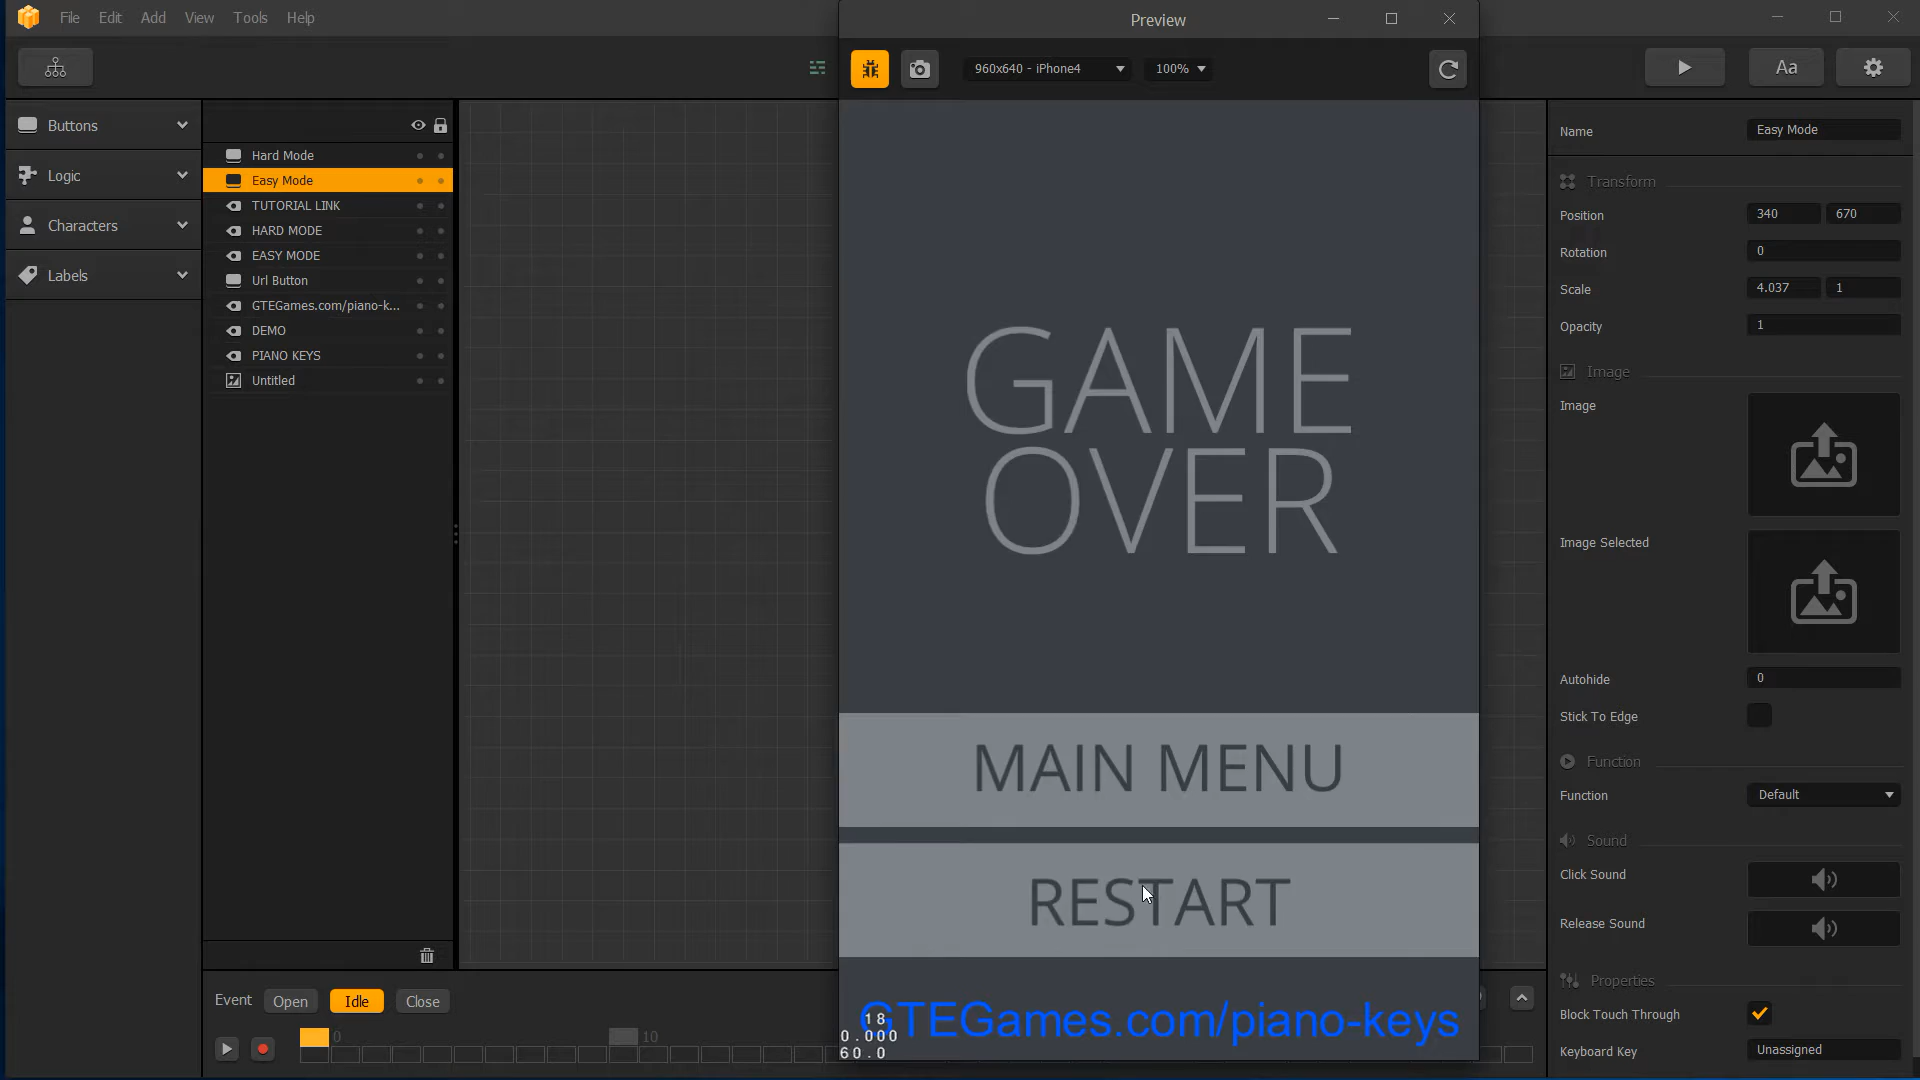 File Edit Add View Tools Help
Preview
960x640 - iPhone4 100%
Aa
Buttons
Logic
Characters
Labels
Hard Mode
Easy Mode
TUTORIAL LINK
HARD MODE
EASY MODE
Url Button
GTEGames.com/piano-k...
DEMO
PIANO KEYS
Untitled
GAME
OVER
MAIN MENU
RESTART
GTEGames.com/piano-keys
18
0.000
60.0
Name Easy Mode
Transform
Position 340 670
Rotation 0
Scale 4.037 1
Opacity 1
Image
Image
Image Selected
Autohide 0
Stick To Edge
Function
Function Default
Sound
Click Sound
Release Sound
Properties
Block Touch Through
Keyboard Key Unassigned
Event Open Idle Close
0 10